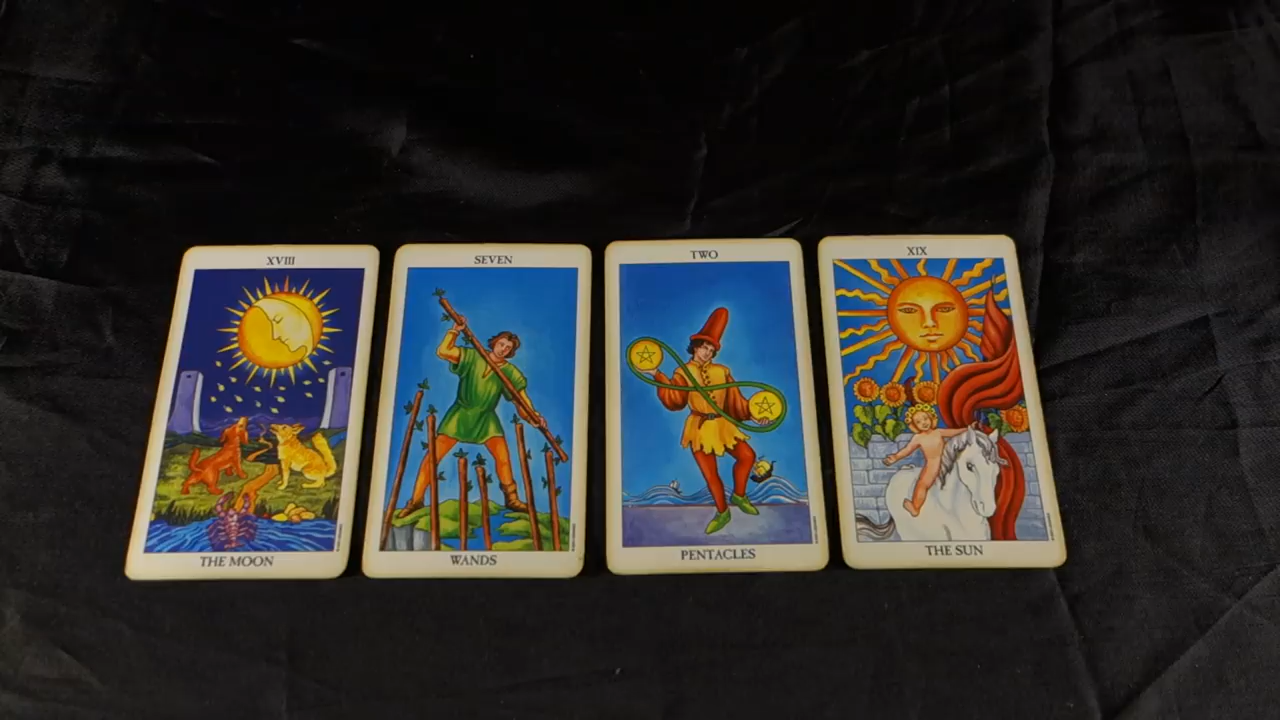 XVIII
THE MOON
SEVEN
WANDS
TWO
PENTACLES
XIX
THE SUN